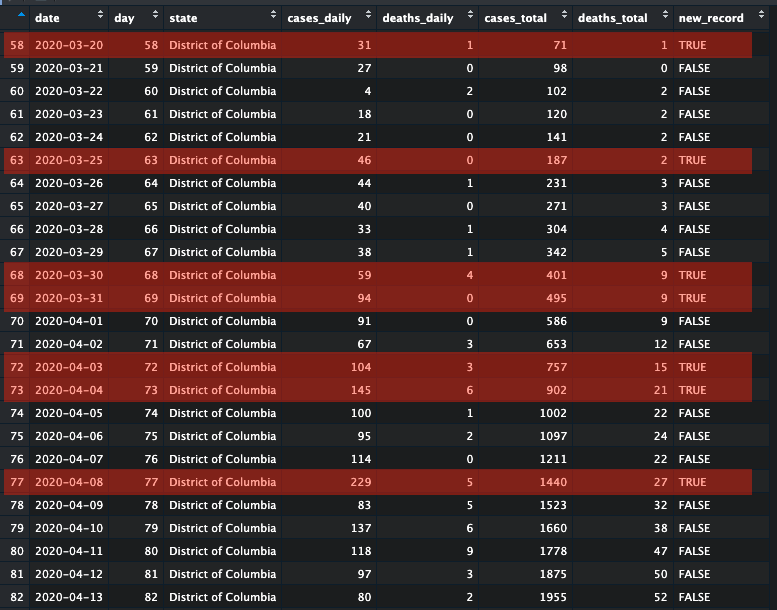 date day state cases_daily deaths_daily cases_total deaths_total new_record
58 2020-03-20 58 District of Columbia 31 1 71 1 TRUE
59 2020-03-21 59 District of Columbia 27 0 98 0 FALSE
60 2020-03-22 60 District of Columbia 4 2 102 2 FALSE
61 2020-03-23 61 District of Columbia 18 0 120 2 FALSE
62 2020-03-24 62 District of Columbia 21 0 141 2 FALSE
63 2020-03-25 63 District of Columbia 46 0 187 2 TRUE
64 2020-03-26 64 District of Columbia 44 1 231 3 FALSE
65 2020-03-27 65 District of Columbia 40 0 271 3 FALSE
66 2020-03-28 66 District of Columbia 33 1 304 4 FALSE
67 2020-03-29 67 District of Columbia 38 1 342 5 FALSE
68 2020-03-30 68 District of Columbia 59 4 401 9 TRUE
69 2020-03-31 69 District of Columbia 94 0 495 9 TRUE
70 2020-04-01 70 District of Columbia 91 0 586 9 FALSE
71 2020-04-02 71 District of Columbia 67 3 653 12 FALSE
72 2020-04-03 72 District of Columbia 104 3 757 15 TRUE
73 2020-04-04 73 District of Columbia 145 6 902 21 TRUE
74 2020-04-05 74 District of Columbia 100 1 1002 22 FALSE
75 2020-04-06 75 District of Columbia 95 2 1097 24 FALSE
76 2020-04-07 76 District of Columbia 114 0 1211 22 FALSE
77 2020-04-08 77 District of Columbia 229 5 1440 27 TRUE
78 2020-04-09 78 District of Columbia 83 5 1523 32 FALSE
79 2020-04-10 79 District of Columbia 137 6 1660 38 FALSE
80 2020-04-11 80 District of Columbia 118 9 1778 47 FALSE
81 2020-04-12 81 District of Columbia 97 3 1875 50 FALSE
82 2020-04-13 82 District of Columbia 80 2 1955 52 FALSE